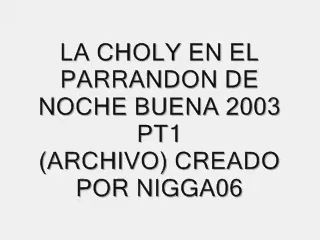 LA CHOLY EN EL
PARRANDON DE
NOCHE BUENA 2003
PT1
(ARCHIVO) CREADO
POR NIGGA06